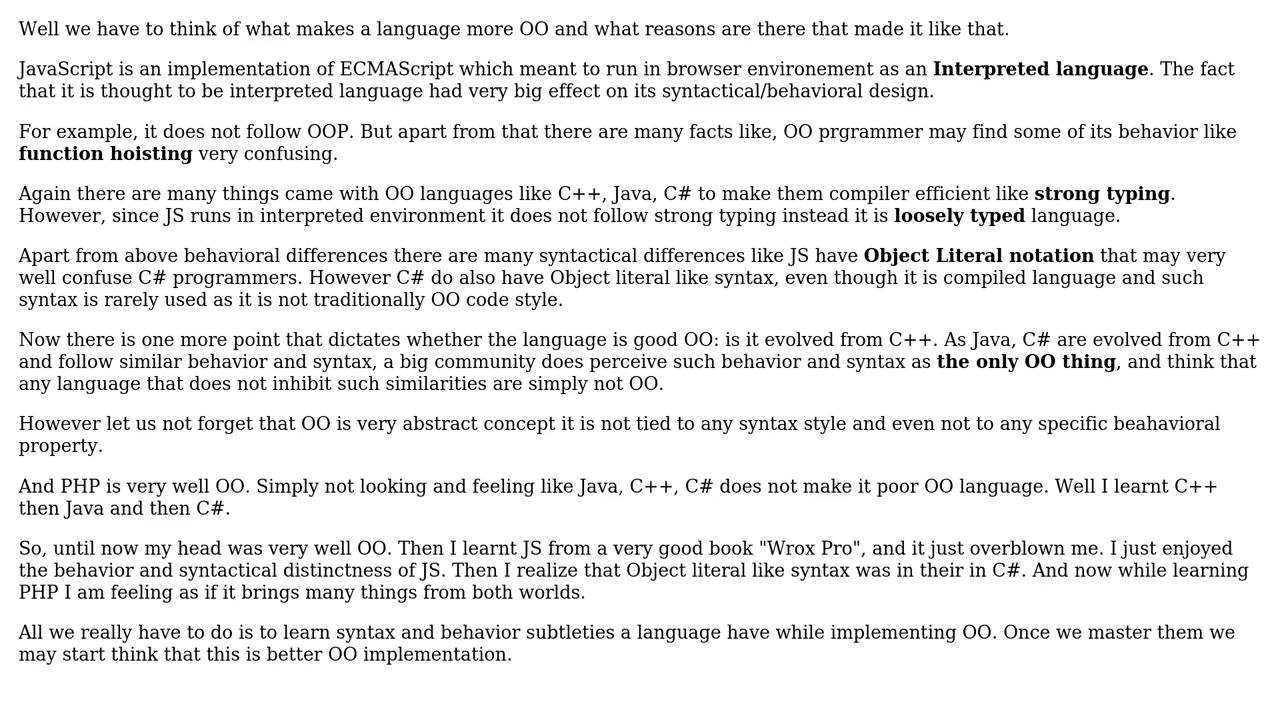 Well we have to think of what makes a language more OO and what reasons are there that made it like that.
JavaScript is an implementation of ECMAScript which meant to run in browser environement as an Interpreted language. The fact
that it is thought to be interpreted language had very big effect on its syntactical/behavioral design.
For example, it does not follow OOP. But apart from that there are many facts like, OO prgrammer may find some of its behavior like
function hoisting very confusing.
Again there are many things came with OO languages like C++, Java, C# to make them compiler efficient like strong typing.
However, since JS runs in interpreted environment it does not follow strong typing instead it is loosely typed language.
Apart from above behavioral differences there are many syntactical differences like JS have Object Literal notation that may very
well confuse C# programmers. However C# do also have Object literal like syntax, even though it is compiled language and such
syntax is rarely used as it is not traditionally OO code style.
Now there is one more point that dictates whether the language is good OO: is it evolved from C++. As Java, C# are evolved from C++
and follow similar behavior and syntax, a big community does perceive such behavior and syntax as the only OO thing, and think that
any language that does not inhibit such similarities are simply not OO.
However let us not forget that OO is very abstract concept it is not tied to any syntax style and even not to any specific beahavioral
property.
And PHP is very well OO. Simply not looking and feeling like Java, C++, C# does not make it poor OO language. Well I learnt C++
then Java and then C#.
So, until now my head was very well OO. Then I learnt JS from a very good book "Wrox Pro", and it just overblown me. I just enjoyed
the behavior and syntactical distinctness of JS. Then I realize that Object literal like syntax was in their in C#. And now while learning
PHP I am feeling as if it brings many things from both worlds.
All we really have to do is to learn syntax and behavior subtleties a language have while implementing OO. Once we master them we
may start think that this is better OO implementation.